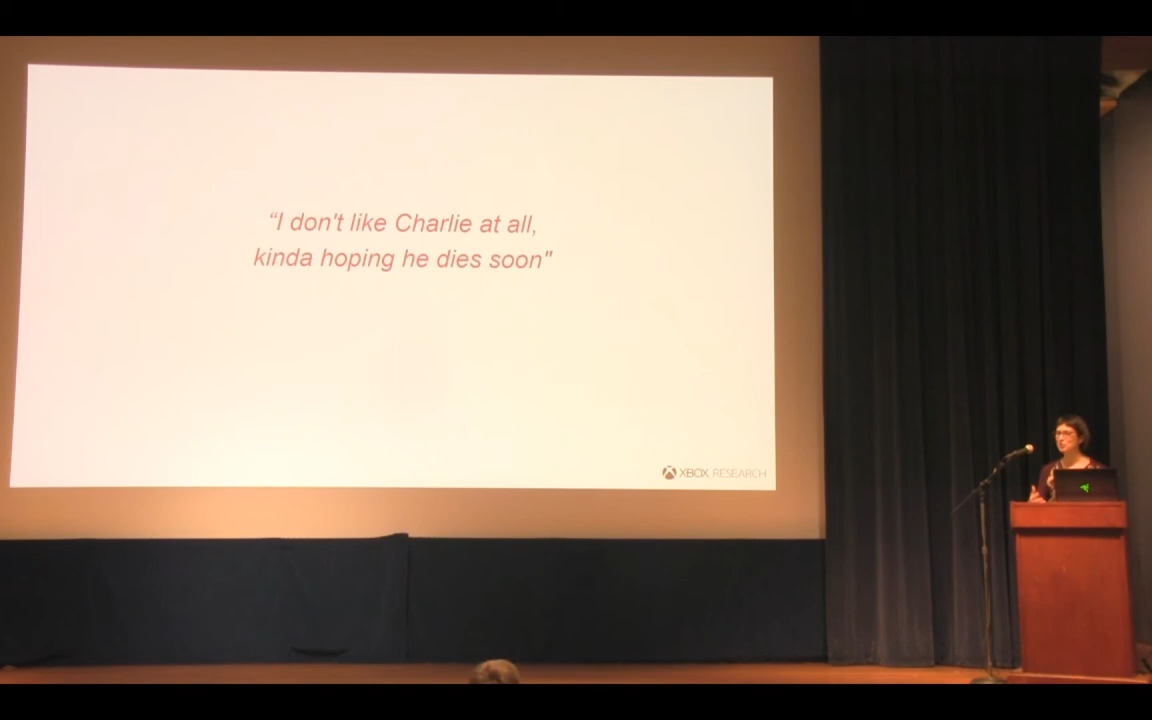 “I don't like Charlie at all,
kinda hoping he dies soon"
XBOX RESEARCH